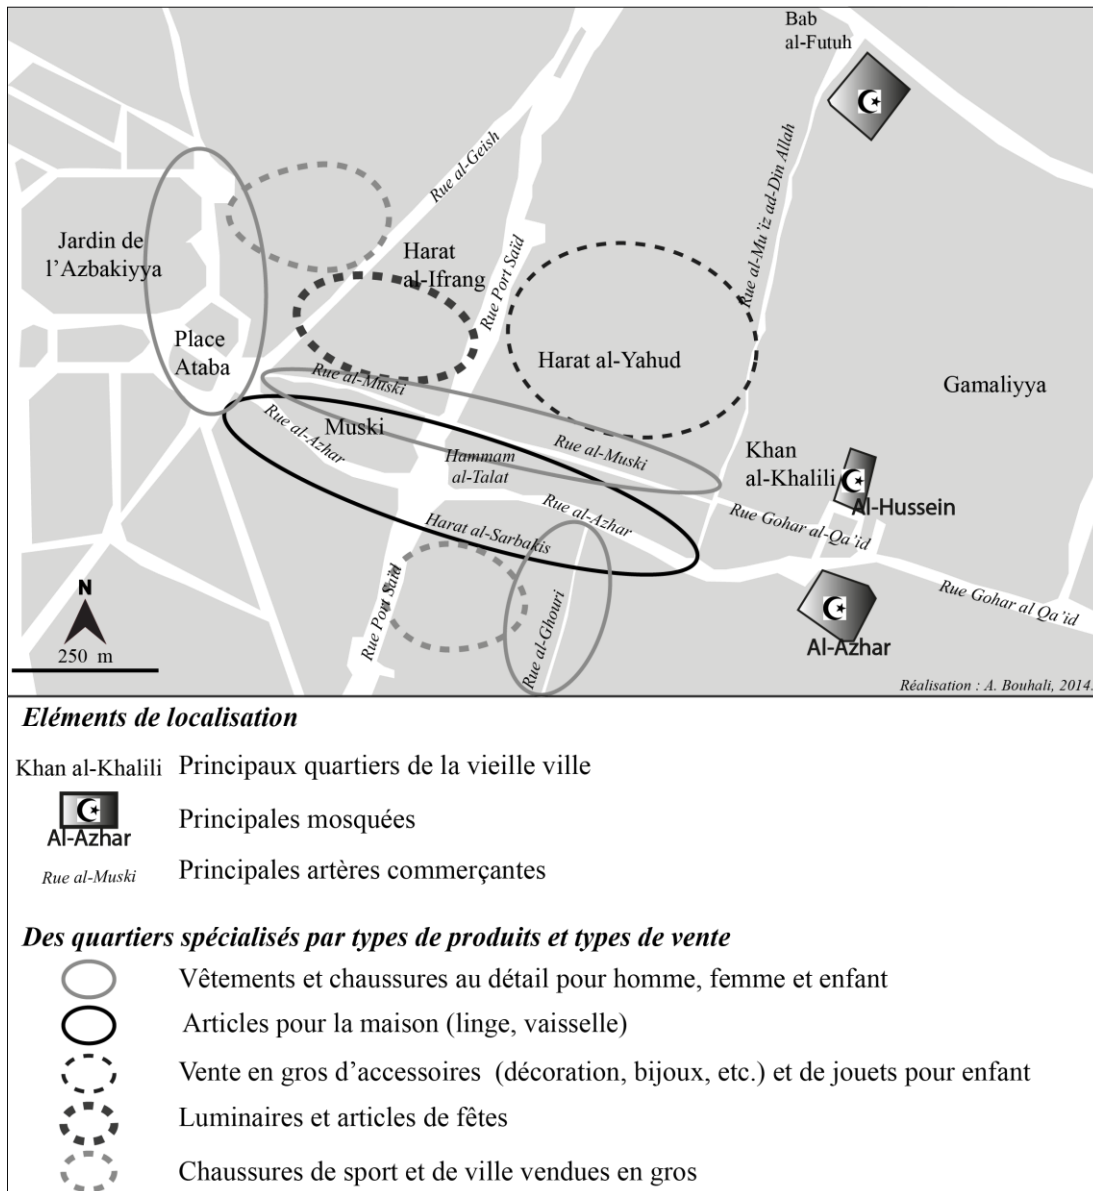 Bab
al-Futuh
Rue al-Geish
Rue al-Mu'iz ad-Din Allah
Jardin de
l'Azbakiyya
Harat
al-Ifrang
Rue Port Saïd
Place
Ataba
Harat al-Yahud
Gamaliyya
Rue al-Muski
Rue al-Azhar
Muski
Rue al-Muski
Hammam
al-Talat
Khan
al-Khalili
Al-Hussein
Rue al-Azhar
Rue Gohar al-Qa'id
Harat al-Sarbakis
Rue Port Saïd
Rue al-Ghouri
Rue Gohar al Qa'id
Al-Azhar
N
250 m
Réalisation : A. Bouhali, 2014.
Eléments de localisation
Khan al-Khalili Principaux quartiers de la vieille ville
Al-Azhar Principales mosquées
Rue al-Muski Principales artères commerçantes
Des quartiers spécialisés par types de produits et types de vente
Vêtements et chaussures au détail pour homme, femme et enfant
Articles pour la maison (linge, vaisselle)
Vente en gros d'accessoires (décoration, bijoux, etc.) et de jouets pour enfant
Luminaires et articles de fêtes
Chaussures de sport et de ville vendues en gros